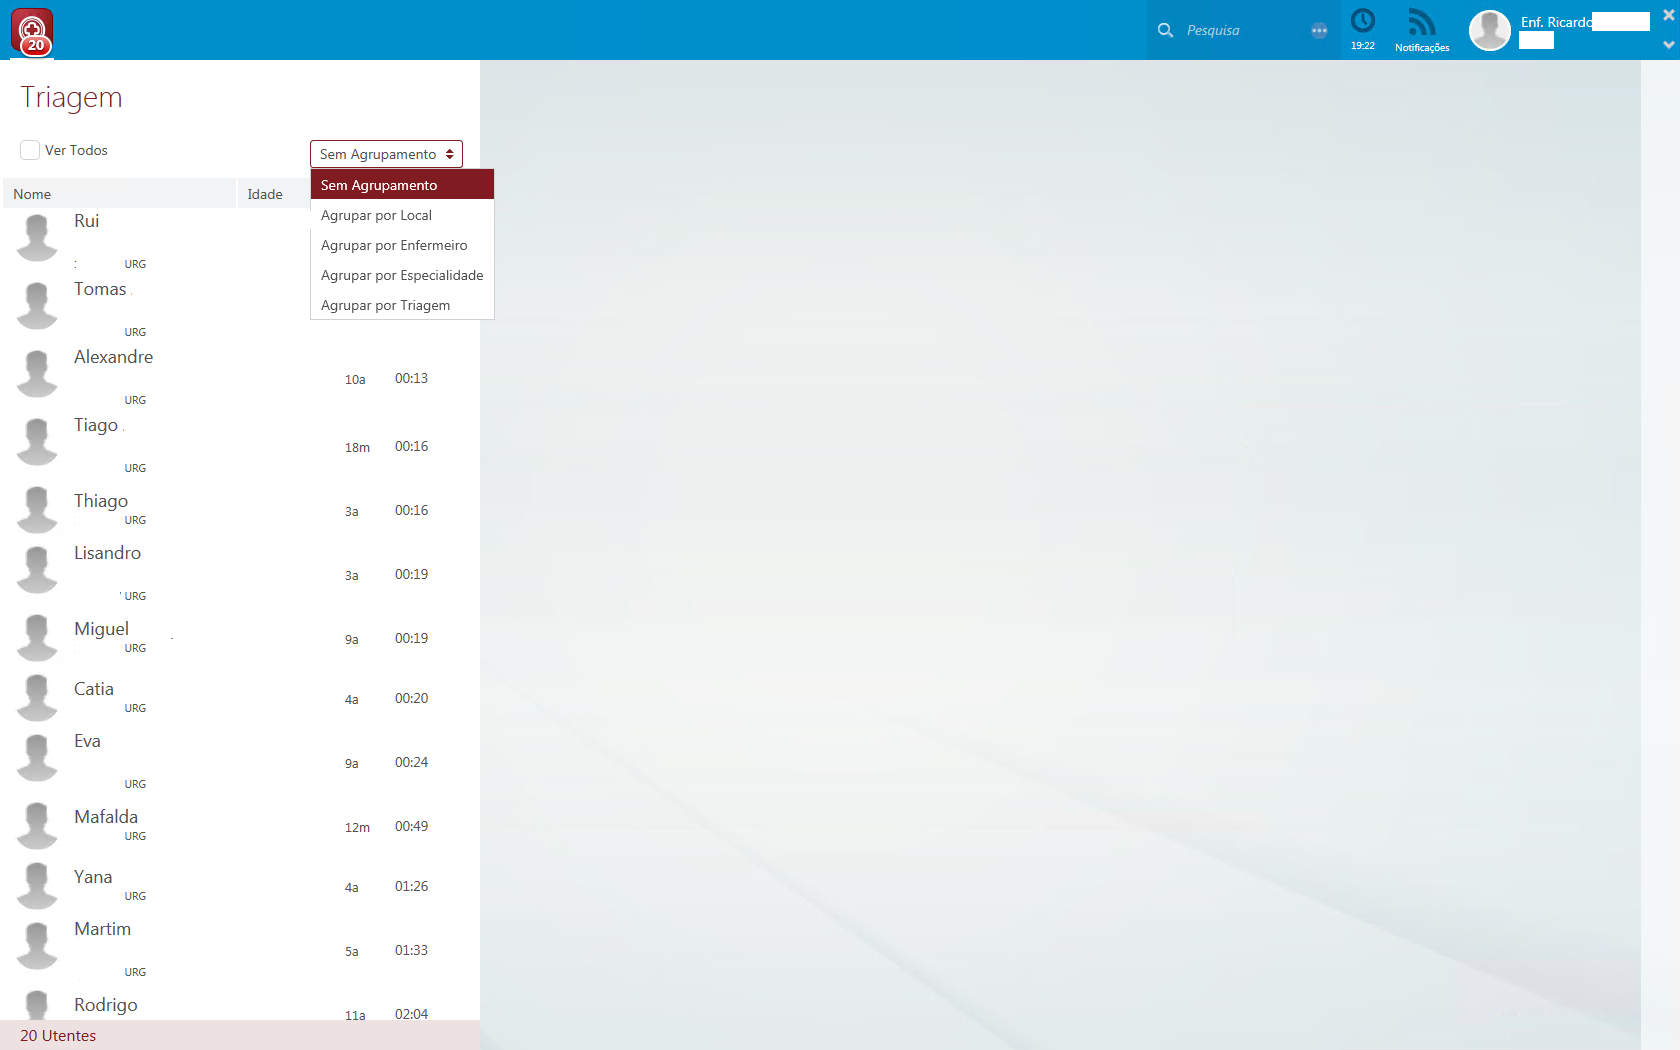 20
Pesquisa
19:22
Notificações
Enf. Ricardo
Triagem
Ver Todos
Sem Agrupamento
Sem Agrupamento
Agrupar por Local
Agrupar por Enfermeiro
Agrupar por Especialidade
Agrupar por Triagem
Nome Idade
Rui
URG
Tomas
URG
Alexandre
10a 00:13
URG
Tiago
18m 00:16
URG
Thiago
3a 00:16
URG
Lisandro
3a 00:19
URG
Miguel
9a 00:19
URG
Catia
4a 00:20
URG
Eva
9a 00:24
URG
Mafalda
12m 00:49
URG
Yana
4a 01:26
URG
Martim
5a 01:33
URG
Rodrigo
11a 02:04
20 Utentes